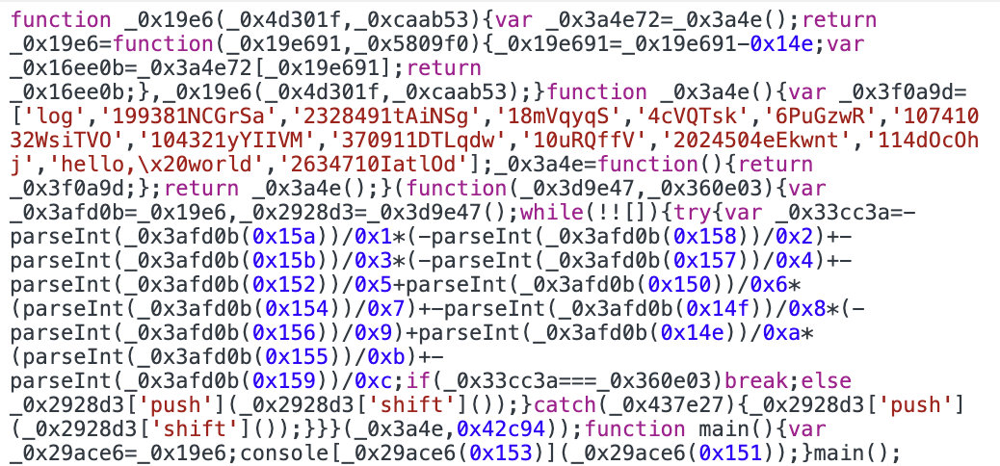 function _0x19e6(_0x4d301f,_0xcaab53){var _0x3a4e72=_0x3a4e();return
_0x19e6=function(_0x19e691,_0x5809f0){_0x19e691=_0x19e691-0x14e;var
_0x16ee0b=_0x3a4e72[_0x19e691];return
_0x16ee0b;},_0x19e6(_0x4d301f,_0xcaab53);}function _0x3a4e(){var _0x3f0a9d=
['log','199381NCGrSa','2328491tAiNSg','18mVqyqS','4cVQTsk','6PuGzwR','107410
32WsiTVO','104321yYIIVM','370911DTLqdw','10uRQffV','2024504eEkwnt','114dOcOh
j','hello,\x20world','2634710IatlOd'];_0x3a4e=function(){return
_0x3f0a9d;};return _0x3a4e();}(function(_0x3d9e47,_0x360e03){var
_0x3afd0b=_0x19e6,_0x2928d3=_0x3d9e47();while(!![]){try{var _0x33cc3a=-
parseInt(_0x3afd0b(0x15a))/0x1*(-parseInt(_0x3afd0b(0x158))/0x2)+-
parseInt(_0x3afd0b(0x15b))/0x3*(-parseInt(_0x3afd0b(0x157))/0x4)+-
parseInt(_0x3afd0b(0x152))/0x5+parseInt(_0x3afd0b(0x150))/0x6*
(parseInt(_0x3afd0b(0x154))/0x7)+-parseInt(_0x3afd0b(0x14f))/0x8*(-
parseInt(_0x3afd0b(0x156))/0x9)+parseInt(_0x3afd0b(0x14e))/0xa*
(parseInt(_0x3afd0b(0x155))/0xb)+-
parseInt(_0x3afd0b(0x159))/0xc;if(_0x33cc3a===_0x360e03)break;else
_0x2928d3['push'](_0x2928d3['shift']());}catch(_0x437e27){_0x2928d3['push']
(_0x2928d3['shift']());}}}(_0x3a4e,0x42c94));function main(){var
_0x29ace6=_0x19e6;console[_0x29ace6(0x153)](_0x29ace6(0x151));}main();